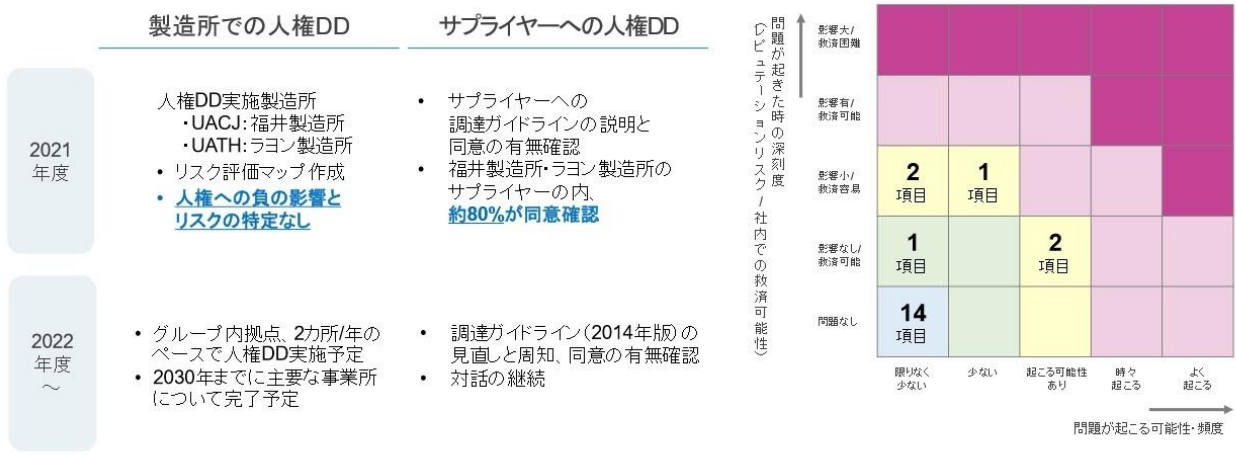 製造所での人権DD
サプライヤーへの人権DD
2021
年度
人権DD実施製造所
・UACJ：福井製造所
・UATH：ラヨン製造所
• リスク評価マップ作成
• 人権への負の影響と
リスクの特定なし
• サプライヤーへの
調達ガイドラインの説明と
同意の有無確認
• 福井製造所・ラヨン製造所の
サプライヤーの内、
約80%が同意確認
2022
年度
～
• グループ内拠点、2カ所/年の
ペースで人権DD実施予定
• 2030年までに主要な事業所
について完了予定
• 調達ガイドライン（2014年版）の
見直しと周知、同意の有無確認
• 対話の継続
問題が起きた時の深刻度
（レピュテーションリスク/社内での救済可能性）
影響大/
救済困難
影響有/
救済可能
影響小/
救済容易
影響なし/
救済可能
問題なし
2
項目
1
項目
1
項目
2
項目
14
項目
限りなく
少ない
少ない
起こる可能性
あり
時々
起こる
よく
起こる
問題が起こる可能性・頻度